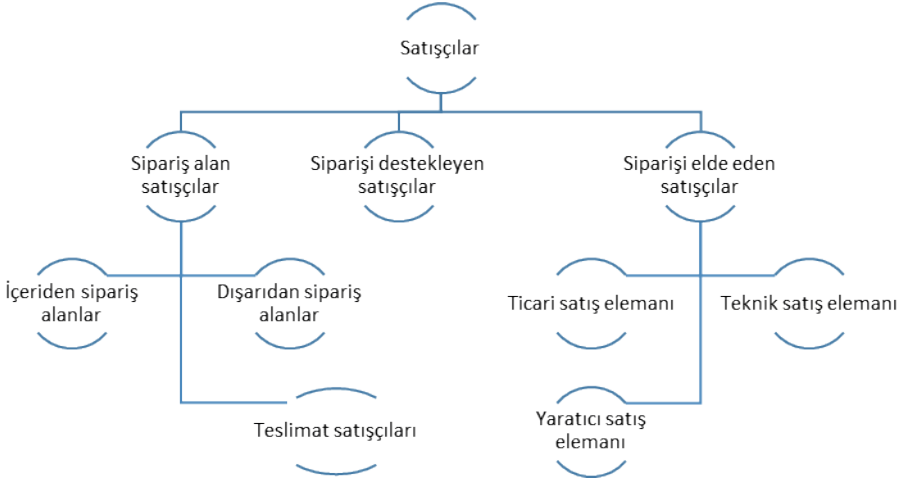 Satışçılar
Sipariş alan
satışçılar
Siparişi destekleyen
satışçılar
Siparişi elde eden
satışçılar
İçeriden sipariş
alanlar
Dışarıdan sipariş
alanlar
Ticari satış elemanı
Teknik satış elemanı
Teslimat satışçıları
Yaratıcı satış
elemanı